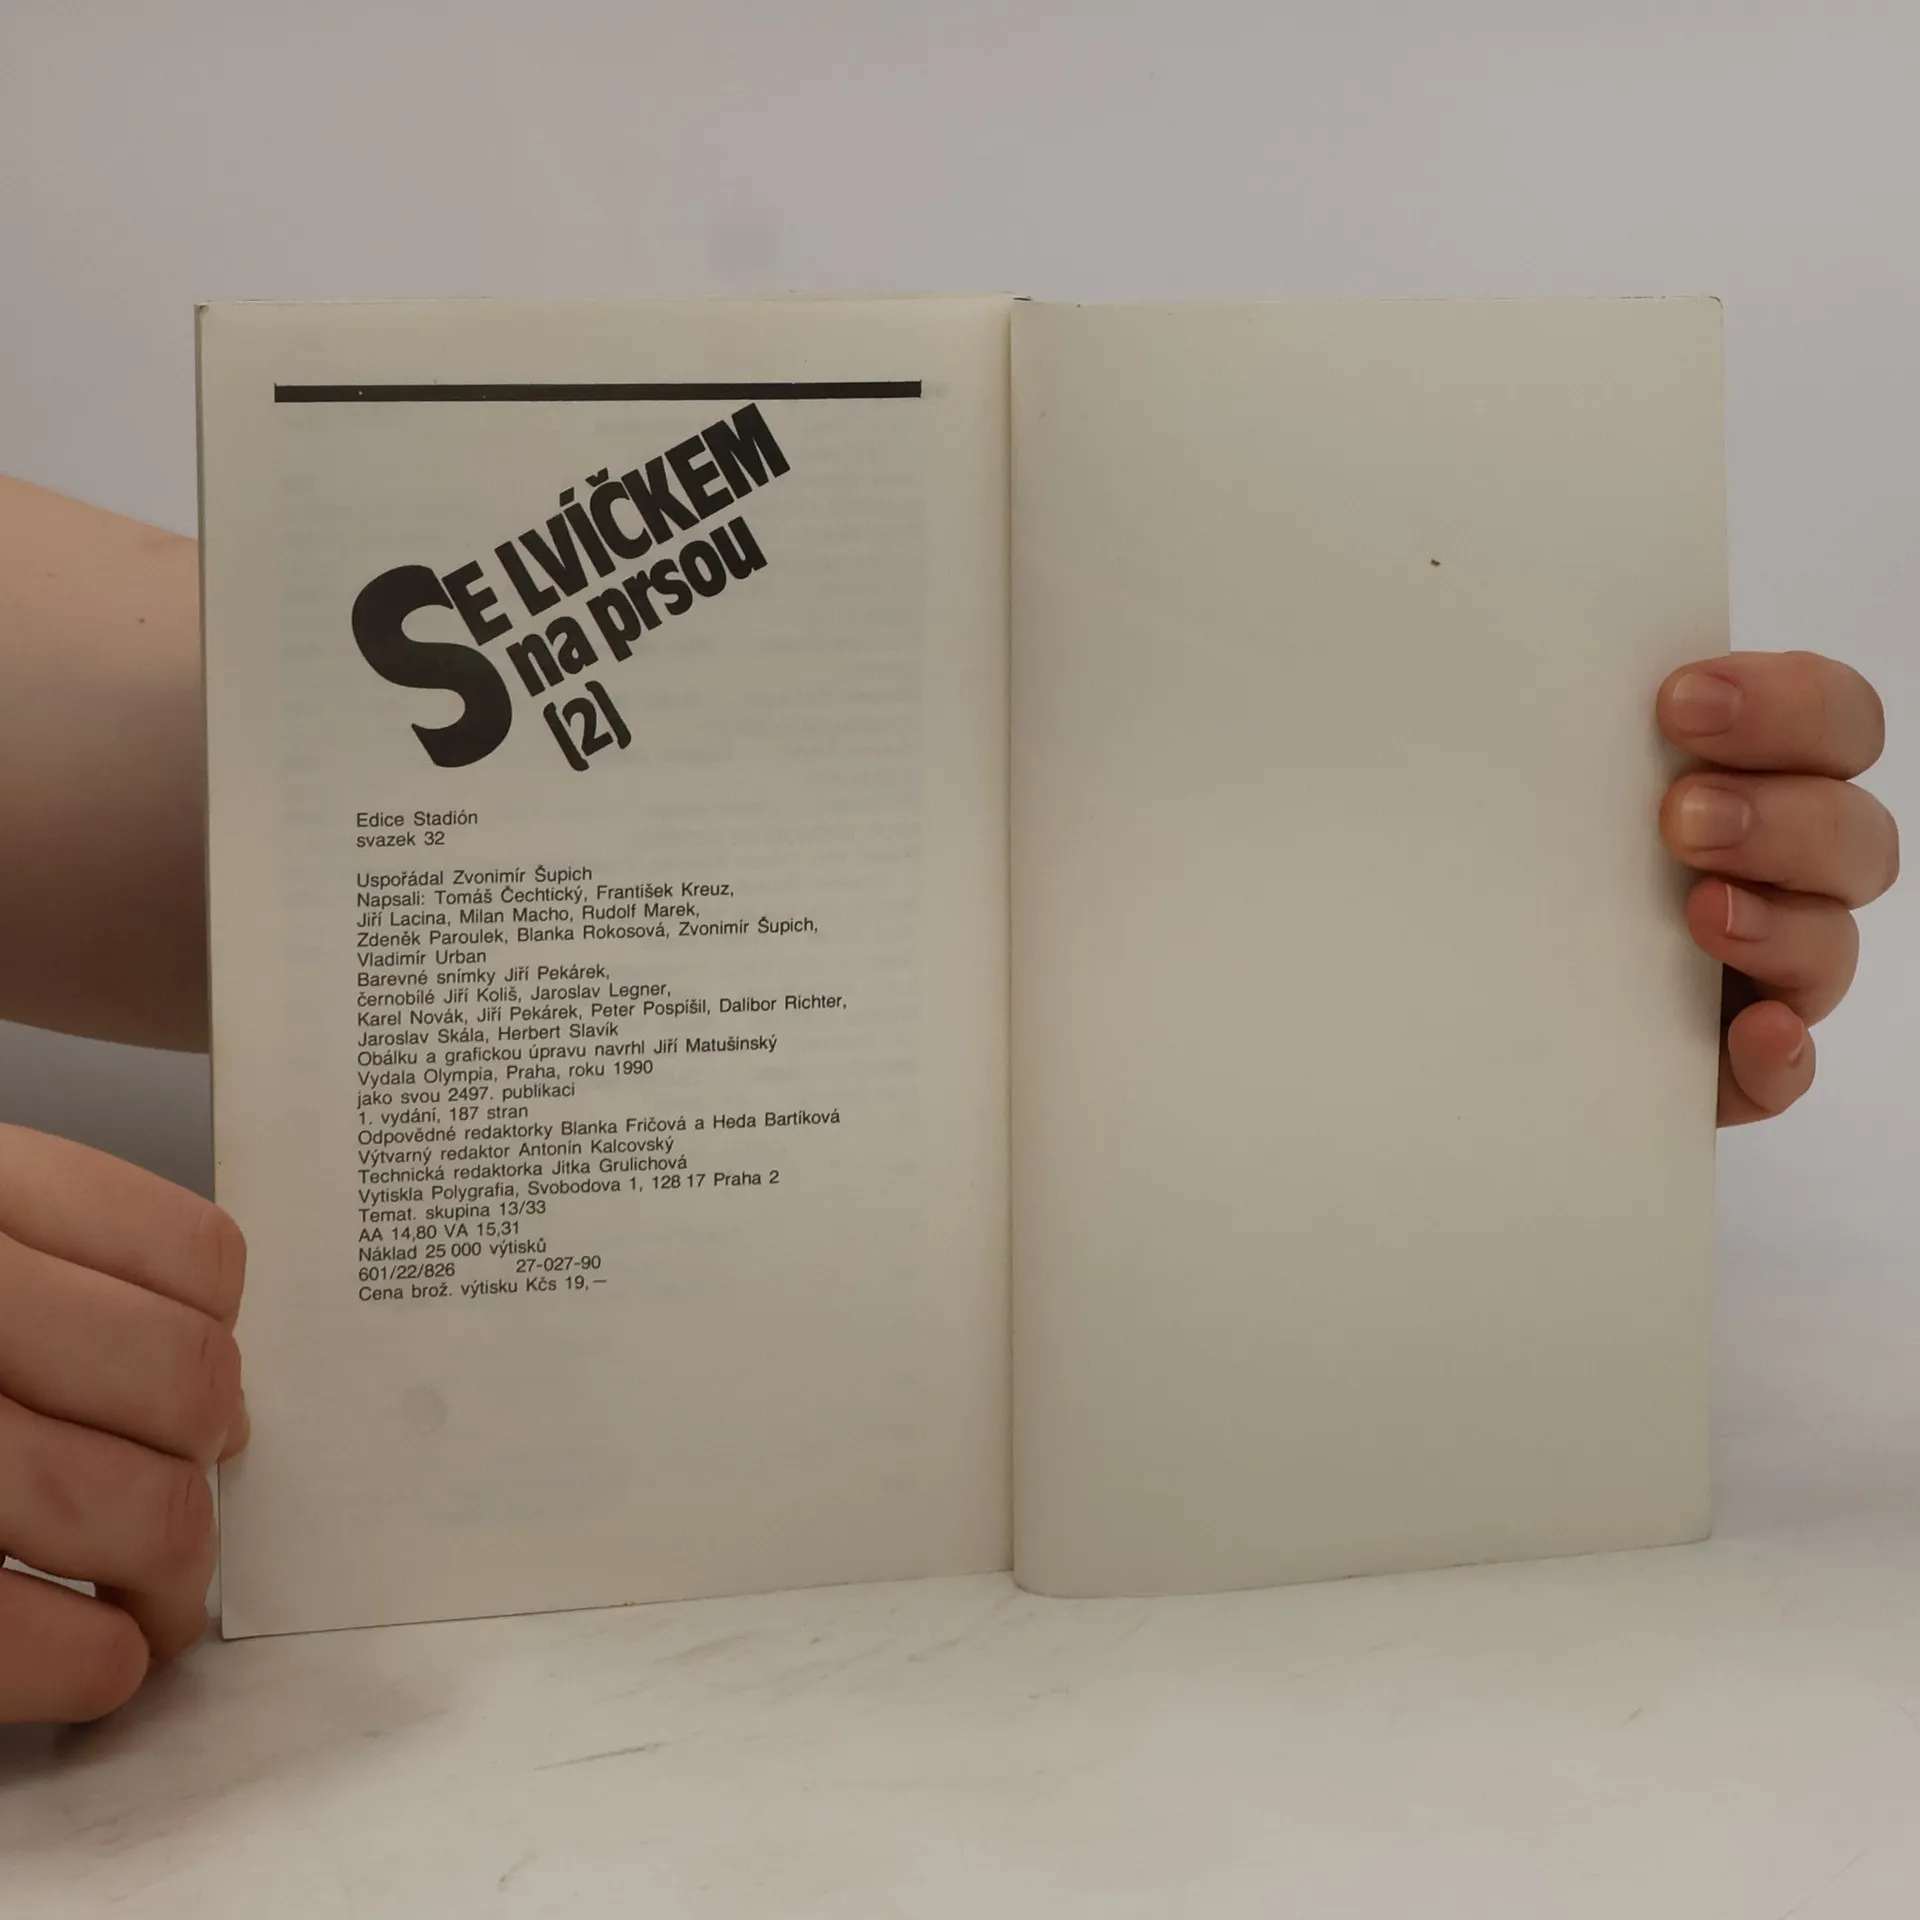 SE LVÍČKEM
na prsou
(2)
Edice Stadión
svazek 32
Uspořádal Zvonimír Šupich
Napsali: Tomáš Čechtický, František Kreuz,
Jiří Lacina, Milan Macho, Rudolf Marek,
Zdeněk Paroulek, Blanka Rokosová, Zvonimír Šupich,
Vladimír Urban
Barevné snímky Jiří Pekárek,
černobílé Jiří Koliš, Jaroslav Legner,
Karel Novák, Jiří Pekárek, Peter Pospíšil, Dalibor Richter,
Jaroslav Skála, Herbert Slavík
Obálku a grafickou úpravu navrhl Jiří Matušinský
Vydala Olympia, Praha, roku 1990
jako svou 2497. publikaci
1. vydání, 187 stran
Odpovědné redaktorky Blanka Fričová a Heda Bartíková
Výtvarný redaktor Antonín Kalcovský
Technická redaktorka Jitka Grulichová
Vytiskla Polygrafia, Svobodova 1, 128 17 Praha 2
Temat. skupina 13/33
AA 14,80 VA 15,31
Náklad 25 000 výtisků
601/22/826 27-027-90
Cena brož. výtisku Kčs 19,—